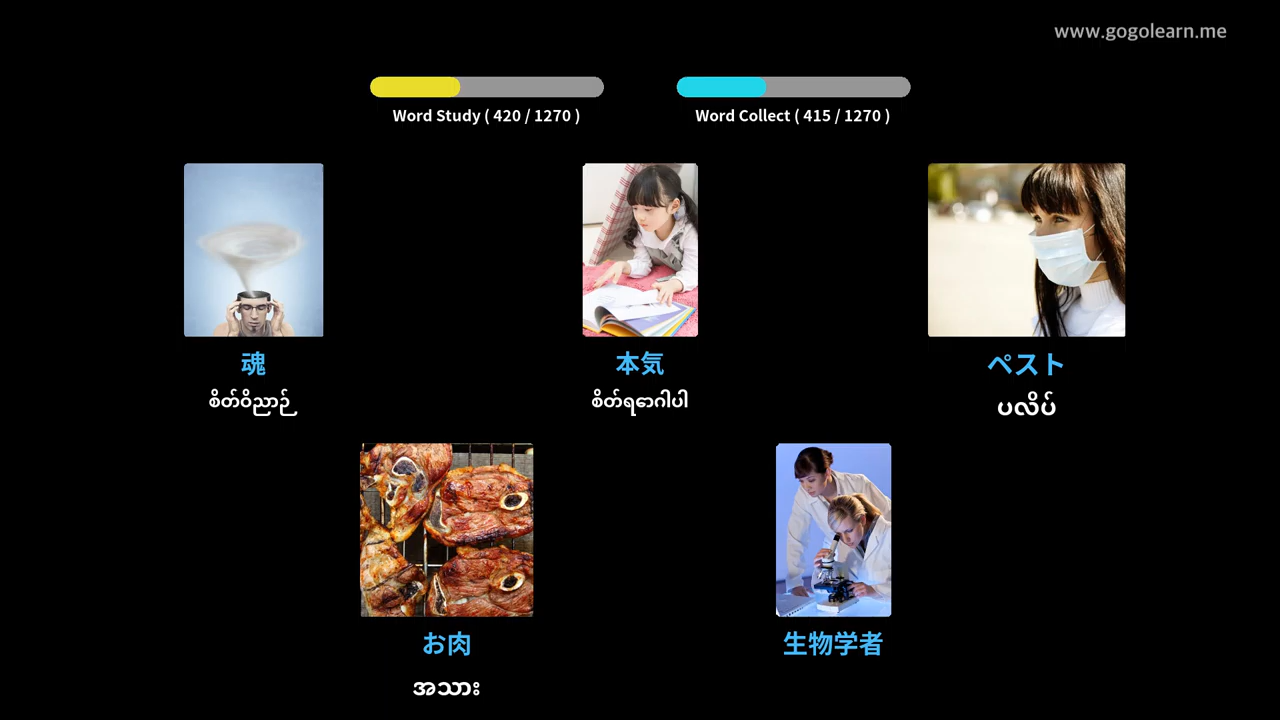 www.gogolearn.me
Word Study ( 420 / 1270 )
Word Collect ( 415 / 1270 )
魂
စိတ်ဝိညာဉ်
本気
စိတ်ရောဂါပါ
ペスト
ပလိပ်
お肉
အသား
生物学者